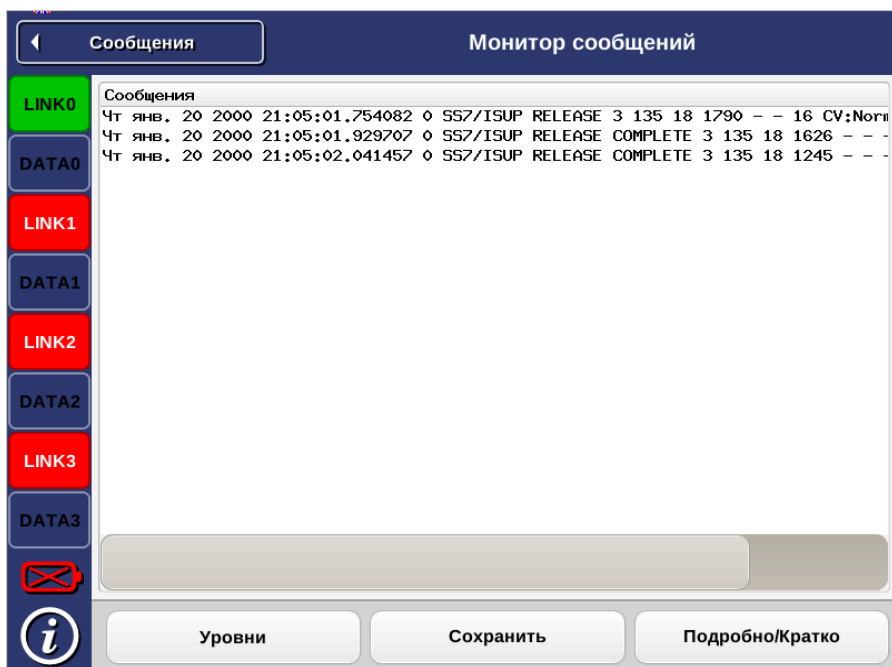 Сообщения
Монитор сообщений
LINK0
DATA0
LINK1
DATA1
LINK2
DATA2
LINK3
DATA3
Сообщения
Чт янв. 20 2000 21:05:01.754082 0 SS7/ISUP RELEASE 3 135 18 1790 – – 16 CV:Norm
Чт янв. 20 2000 21:05:01.929707 0 SS7/ISUP RELEASE COMPLETE 3 135 18 1626 – – –
Чт янв. 20 2000 21:05:02.041457 0 SS7/ISUP RELEASE COMPLETE 3 135 18 1245 – – –
i
Уровни
Сохранить
Подробно/Кратко